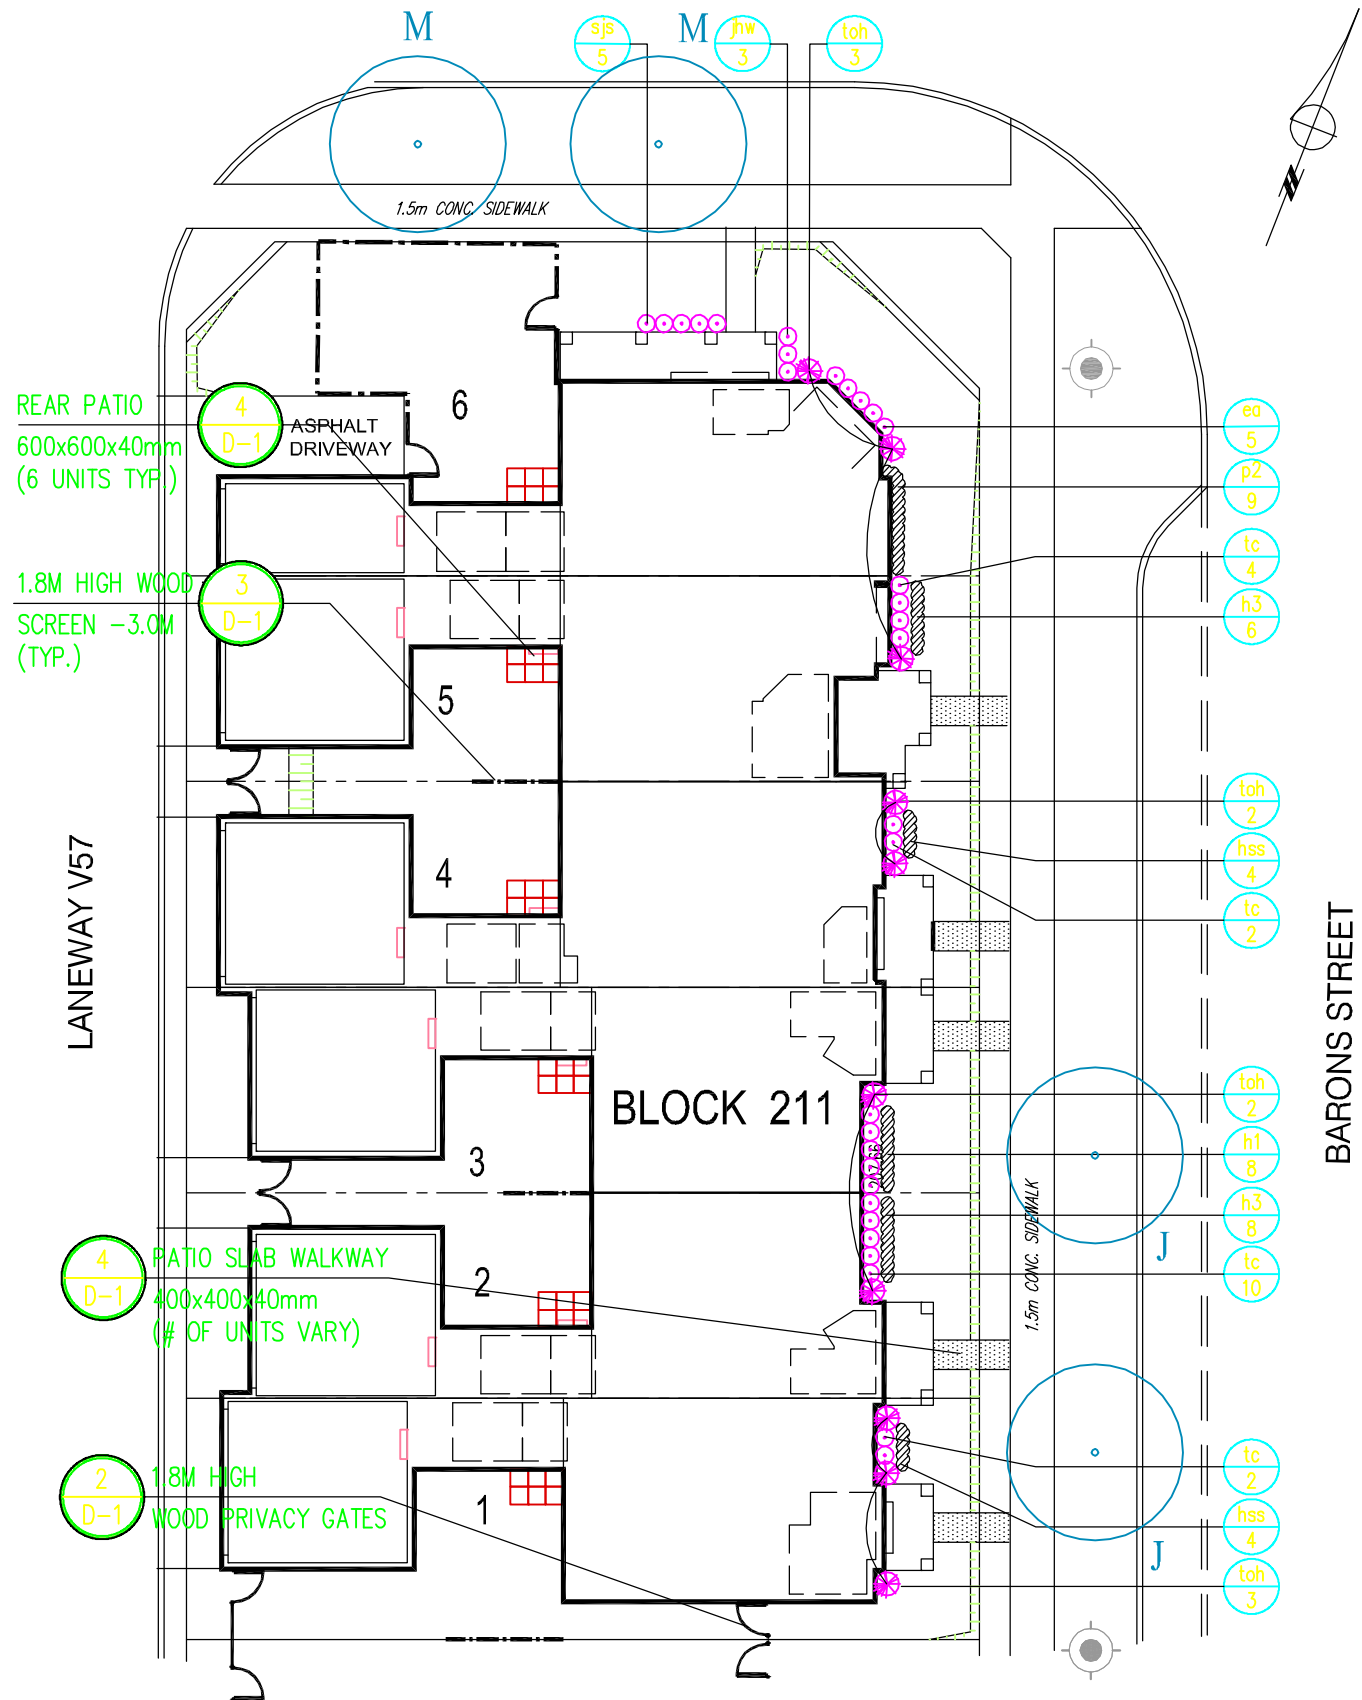 M
M
sjs
5
jhw
3
toh
3
N
1.5m CONC. SIDEWALK
REAR PATIO
600x600x40mm
(6 UNITS TYP.)
4
D-1
ASPHALT
DRIVEWAY
6
ea
5
p2
9
tc
4
h3
6
1.8M HIGH WOOD
SCREEN -3.0M
(TYP.)
3
D-1
5
4
toh
2
hss
4
tc
2
LANEWAY V57
BARONS STREET
BLOCK 211
3
2
toh
2
h1
8
h3
8
tc
10
1.5m CONC. SIDEWALK
J
4
D-1
PATIO SLAB WALKWAY
400x400x40mm
(# OF UNITS VARY)
2
D-1
1.8M HIGH
WOOD PRIVACY GATES
1
tc
2
hss
4
toh
3
J